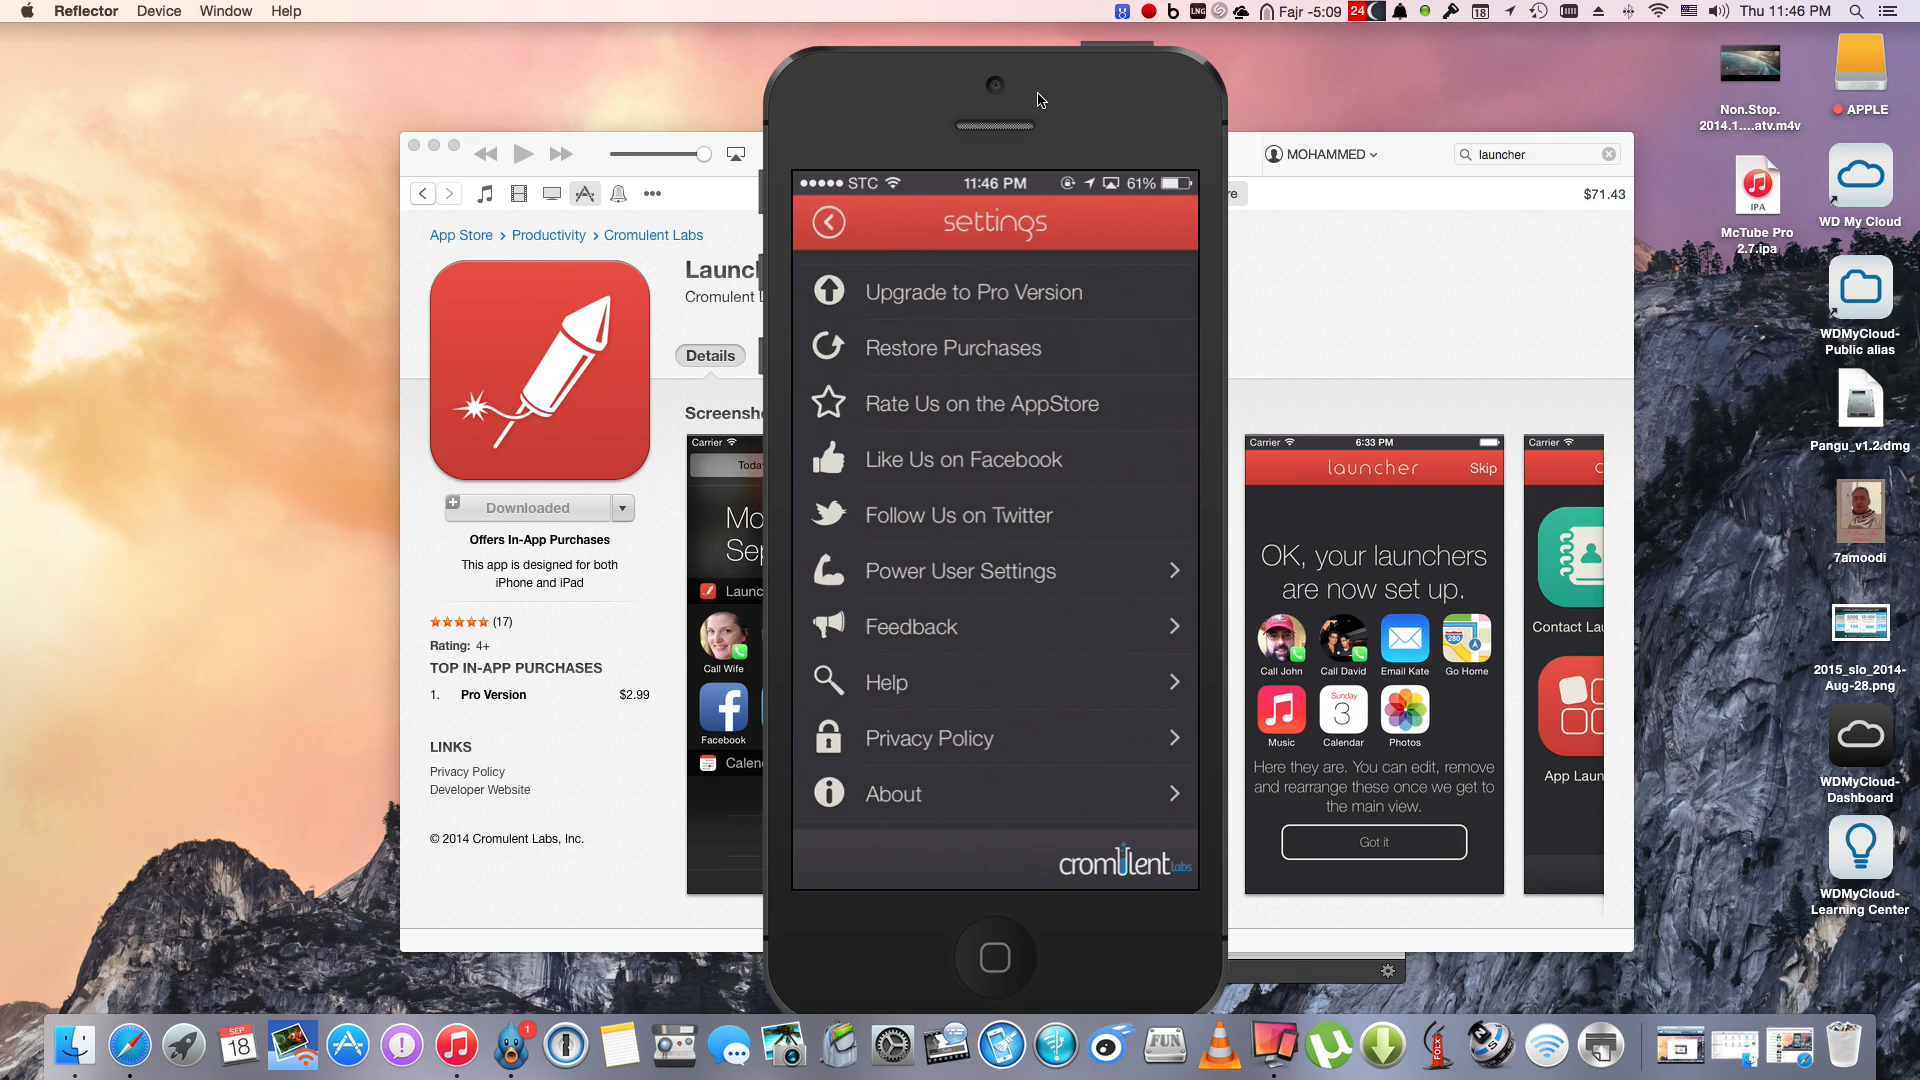 Reflector Device Window Help
Fajr -5:09
24
18
Thu 11:46 PM
MOHAMMED
launcher
$71.43
App Store › Productivity › Cromulent Labs
Cromulent
Details
Downloaded
Offers In-App Purchases
This app is designed for both
iPhone and iPad
(17)
Rating: 4+
TOP IN-APP PURCHASES
1. Pro Version $2.99
LINKS
Privacy Policy
Developer Website
© 2014 Cromulent Labs, Inc.
Carrier
Call Wife
Facebook
STC 11:46 PM 61%
settings
Upgrade to Pro Version
Restore Purchases
Rate Us on the AppStore
Like Us on Facebook
Follow Us on Twitter
Power User Settings
Feedback
Help
Privacy Policy
About
cromulent labs
Carrier 6:33 PM
launcher Skip
OK, your launchers
are now set up.
280
Call John Call David Email Kate Go Home
Sunday
3
Music Calendar Photos
Here they are. You can edit, remove
and rearrange these once we get to
the main view.
Got it
Carrier
Non.Stop.
2014.1....atv.m4v
APPLE
IPA
McTube Pro
2.7.ipa
WD My Cloud
WDMyCloud-
Public alias
Pangu_v1.2.dmg
7amoodi
2015_slo_2014-
Aug-28.png
WDMyCloud-
Dashboard
WDMyCloud-
Learning Center
SEP
18
1
FUN
FOLX